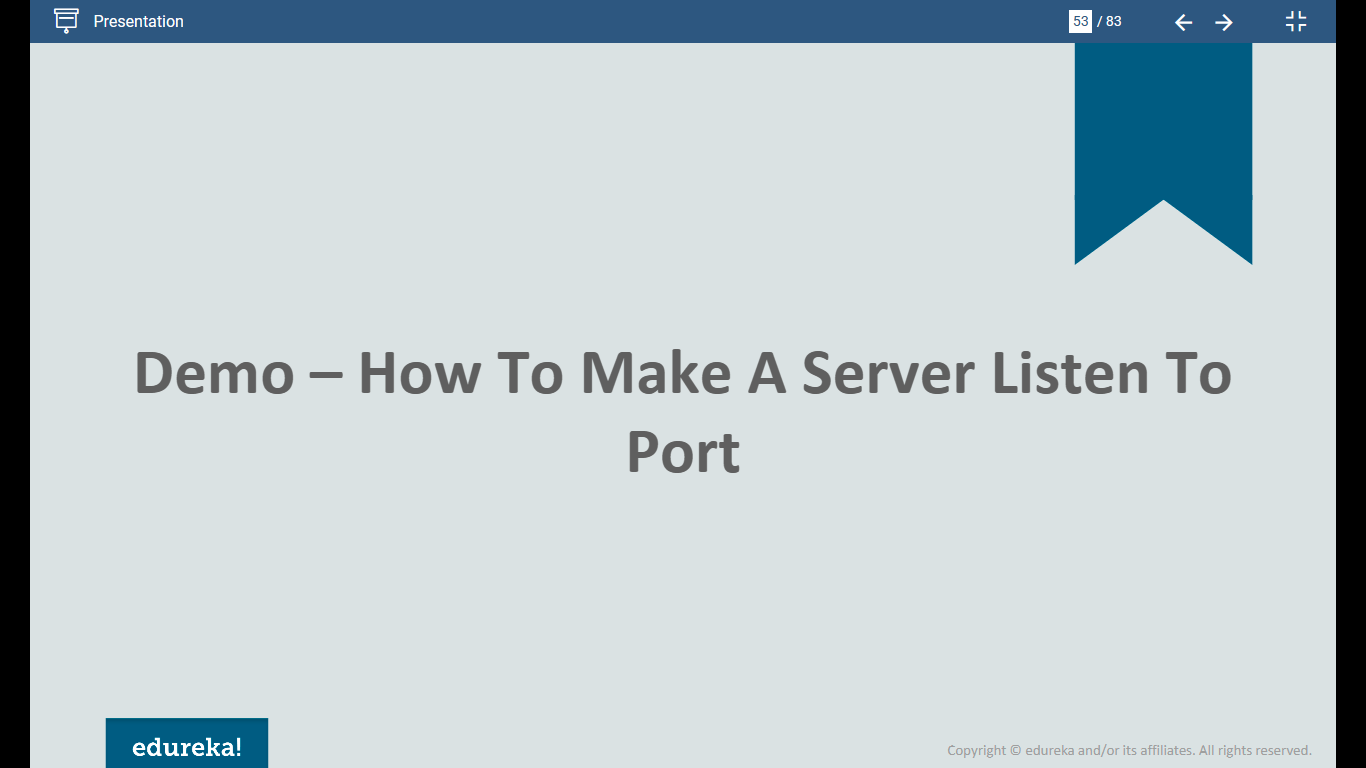 Presentation
53 / 83
Demo – How To Make A Server Listen To
Port
edureka!
Copyright © edureka and/or its affiliates. All rights reserved.